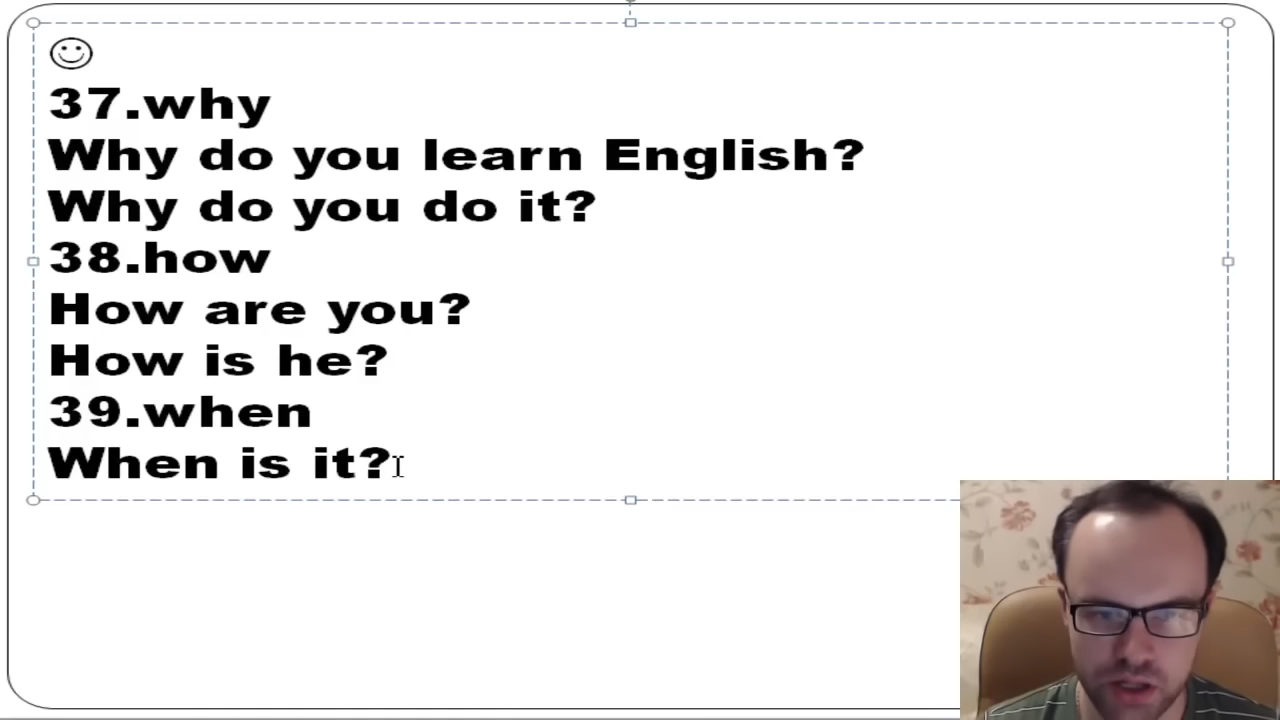 37.why
Why do you learn English?
Why do you do it?
38.how
How are you?
How is he?
39.when
When is it?